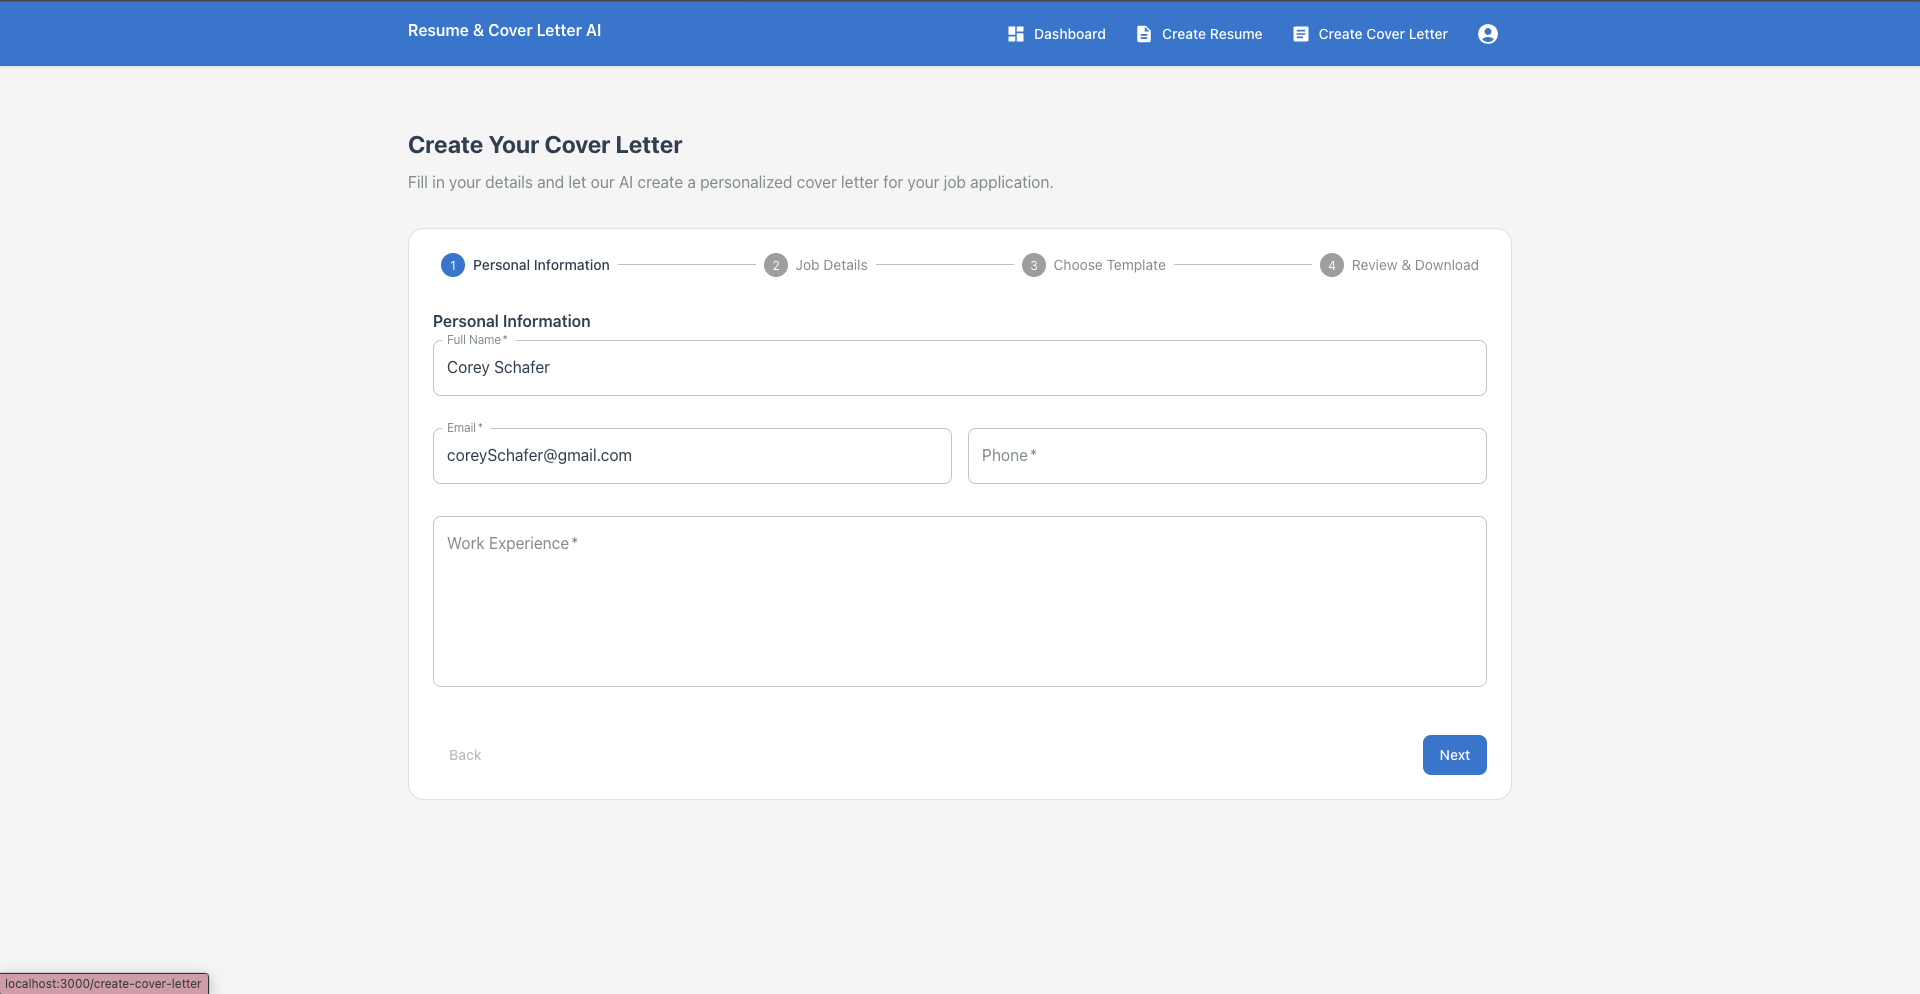 Resume & Cover Letter AI
Dashboard
Create Resume
Create Cover Letter
Create Your Cover Letter
Fill in your details and let our AI create a personalized cover letter for your job application.
1 Personal Information
2 Job Details
3 Choose Template
4 Review & Download
Personal Information
Full Name *
Corey Schafer
Email *
coreySchafer@gmail.com
Phone *
Work Experience *
Back
Next
localhost:3000/create-cover-letter